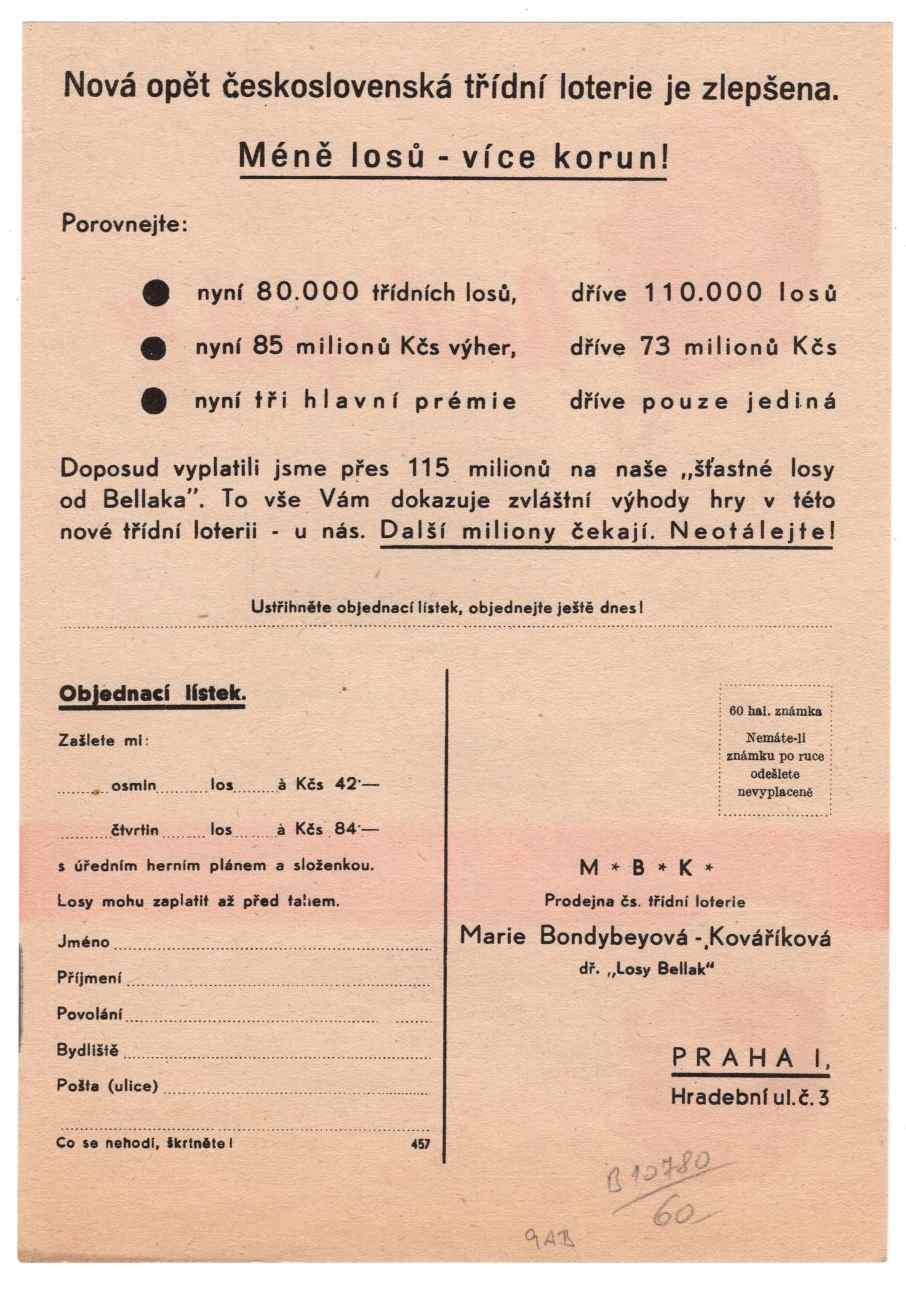 Nová opět československá třídní loterie je zlepšena.
Méně losů - více korun!
Porovnejte:
● nyní 80.000 třídních losů, dříve 110.000 losů
● nyní 85 milionů Kčs výher, dříve 73 milionů Kčs
● nyní tři hlavní prémie dříve pouze jediná
Doposud vyplatili jsme přes 115 milionů na naše „šťastné losy
od Bellaka”. To vše Vám dokazuje zvláštní výhody hry v této
nové třídní loterii - u nás. Další miliony čekají. Neotálejte!
Ustřihněte objednací lístek, objednejte ještě dnes!
Objednací lístek.
Zašlete mi:
........osmin.........los.......à Kčs 42·—
........čtvrtin........los.......à Kčs 84·—
s úředním herním plánem a složenkou.
Losy mohu zaplatit až před tahem.
Jméno
Příjmení
Povolání
Bydliště
Pošta (ulice)
Co se nehodí, škrtněte! 457
60 hal. známka
Nemáte-li
známku po ruce
odešlete
nevyplaceně
M * B * K *
Prodejna čs. třídní loterie
Marie Bondybeyová - Kováříková
dř. „Losy Bellak“
PRAHA I,
Hradební ul. č. 3
B 10780
60
9AB